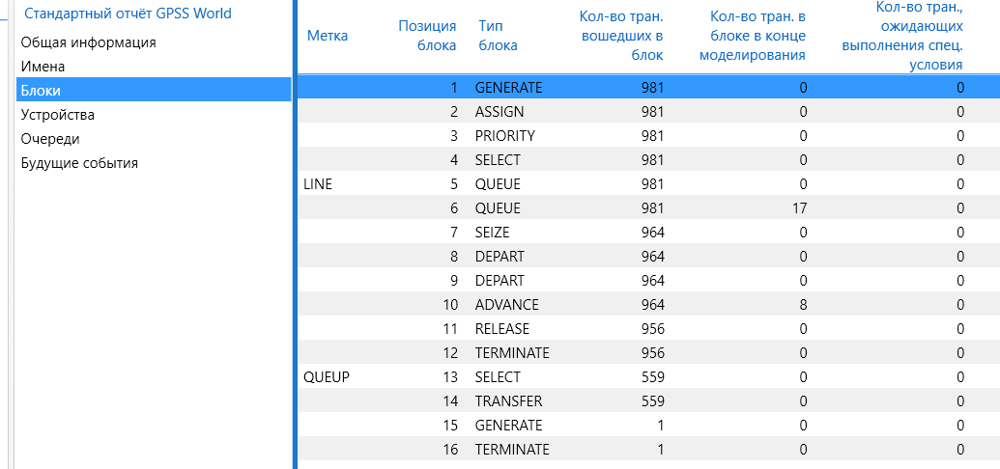 Стандартный отчёт GPSS World
Общая информация
Имена
Блоки
Устройства
Очереди
Будущие события
Метка
Позиция
блока
Тип
блока
Кол-во тран.
вошедших в
блок
Кол-во тран. в
блоке в конце
моделирования
Кол-во тран.,
ожидающих
выполнения спец.
условия
1 GENERATE 981 0 0
2 ASSIGN 981 0 0
3 PRIORITY 981 0 0
4 SELECT 981 0 0
LINE 5 QUEUE 981 0 0
6 QUEUE 981 17 0
7 SEIZE 964 0 0
8 DEPART 964 0 0
9 DEPART 964 0 0
10 ADVANCE 964 8 0
11 RELEASE 956 0 0
12 TERMINATE 956 0 0
QUEUP 13 SELECT 559 0 0
14 TRANSFER 559 0 0
15 GENERATE 1 0 0
16 TERMINATE 1 0 0